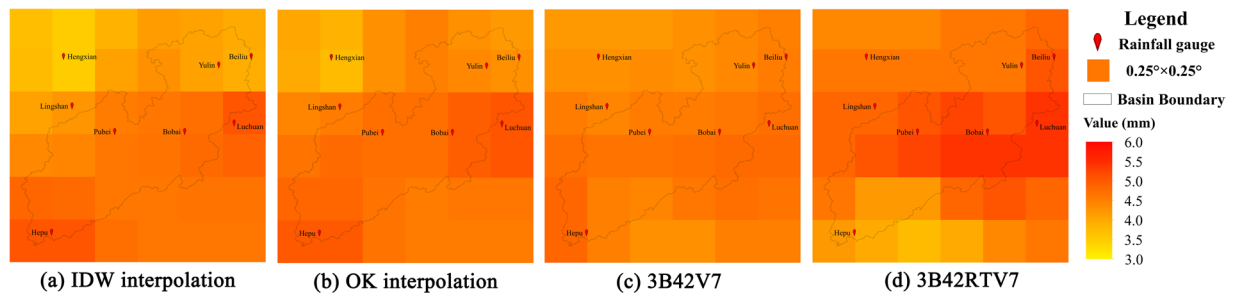 Hengxian
Yulin
Beiliu
Lingshan
Pubei
Bobai
Luchuan
Hepu
(a) IDW interpolation
Hengxian
Yulin
Beiliu
Lingshan
Pubei
Bobai
Luchuan
Hepu
(b) OK interpolation
Hengxian
Yulin
Beiliu
Lingshan
Pubei
Bobai
Luchuan
Hepu
(c) 3B42V7
Hengxian
Yulin
Beiliu
Lingshan
Pubei
Bobai
Luchuan
Hepu
(d) 3B42RTV7
Legend
Rainfall gauge
0.25°×0.25°
Basin Boundary
Value (mm)
6.0
5.5
5.0
4.5
4.0
3.5
3.0